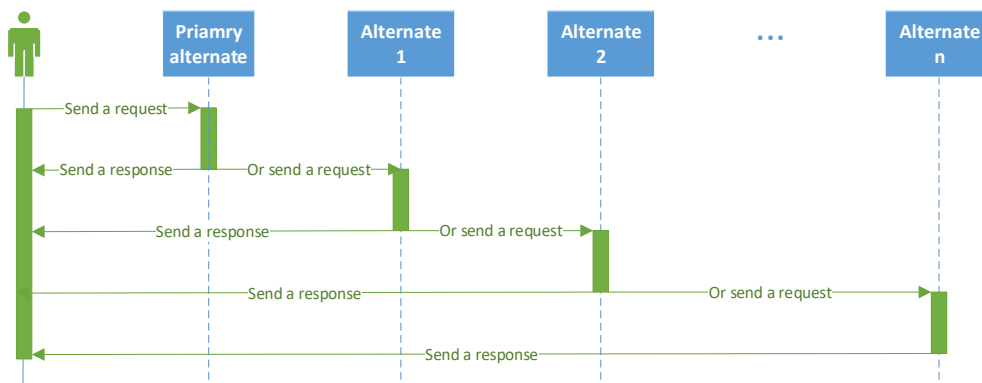 Priamry
alternate
Alternate
1
Alternate
2
...
Alternate
n
Send a request
Send a response
Or send a request
Send a response
Or send a request
Send a response
Or send a request
Send a response